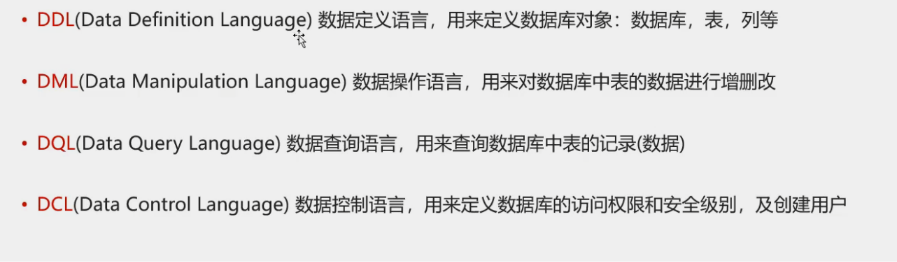 • DDL(Data Definition Language) 数据定义语言，用来定义数据库对象：数据库，表，列等
• DML(Data Manipulation Language) 数据操作语言，用来对数据库中表的数据进行增删改
• DQL(Data Query Language) 数据查询语言，用来查询数据库中表的记录(数据)
• DCL(Data Control Language) 数据控制语言，用来定义数据库的访问权限和安全级别，及创建用户